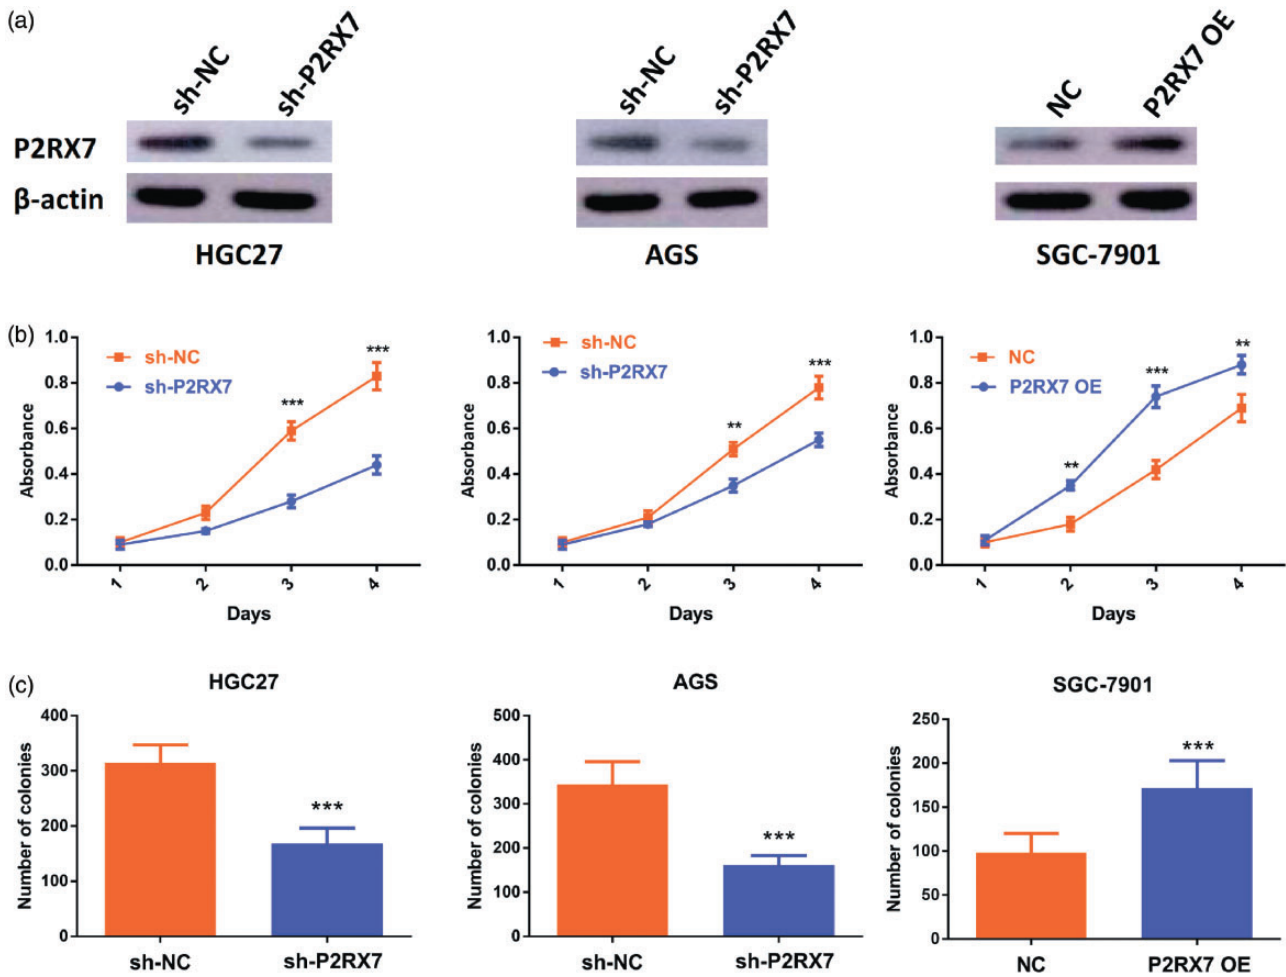 (a)
sh-NC sh-P2RX7 sh-NC sh-P2RX7 NC P2RX7 OE
P2RX7
β-actin
HGC27 AGS SGC-7901
(b)
1.0
0.8
0.6
0.4
0.2
0.0
Absorbance
sh-NC
sh-P2RX7
***
***
1 2 3 4
Days
1.0
0.8
0.6
0.4
0.2
0.0
Absorbance
sh-NC
sh-P2RX7
**
***
1 2 3 4
Days
1.0
0.8
0.6
0.4
0.2
0.0
Absorbance
NC
P2RX7 OE
**
***
**
1 2 3 4
Days
(c)
HGC27
400
300
200
100
0
Number of colonies
***
sh-NC sh-P2RX7
AGS
500
400
300
200
100
0
Number of colonies
***
sh-NC sh-P2RX7
SGC-7901
250
200
150
100
50
0
Number of colonies
***
NC P2RX7 OE